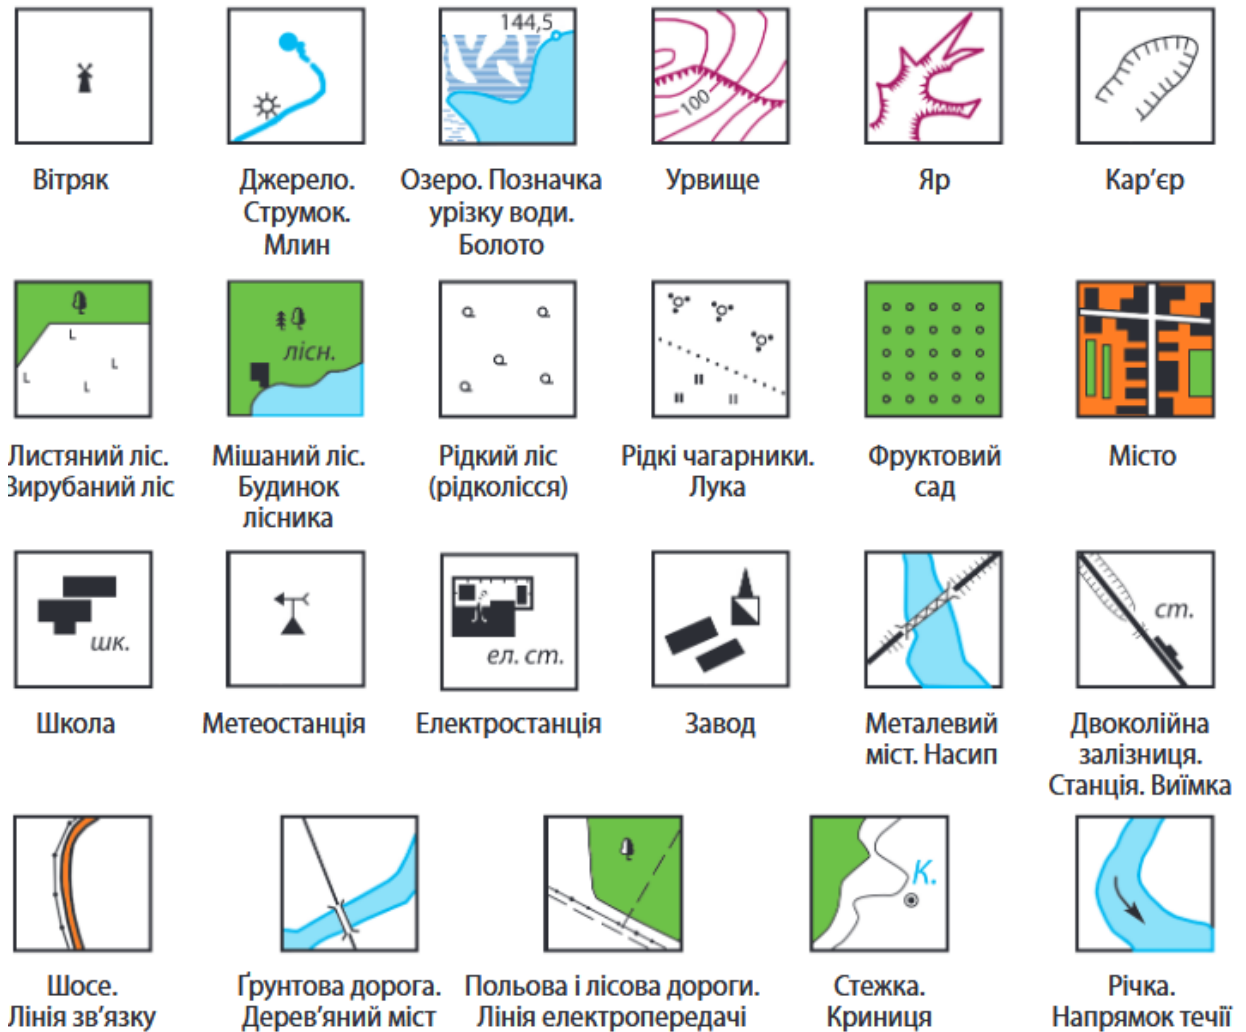 144,5
100
Вітряк
Джерело.
Струмок.
Млин
Озеро. Позначка
урізку води.
Болото
Урвище
Яр
Кар’єр
лісн.
Листяний ліс.
Вирубаний ліс
Мішаний ліс.
Будинок
лісника
Рідкий ліс
(рідколісся)
Рідкі чагарники.
Лука
Фруктовий
сад
Місто
шк.
ел. ст.
ст.
Школа
Метеостанція
Електростанція
Завод
Металевий
міст. Насип
Двоколійна
залізниця.
Станція. Виїмка
К.
Шосе.
Лінія зв’язку
Ґрунтова дорога.
Дерев’яний міст
Польова і лісова дороги.
Лінія електропередачі
Стежка.
Криниця
Річка.
Напрямок течії